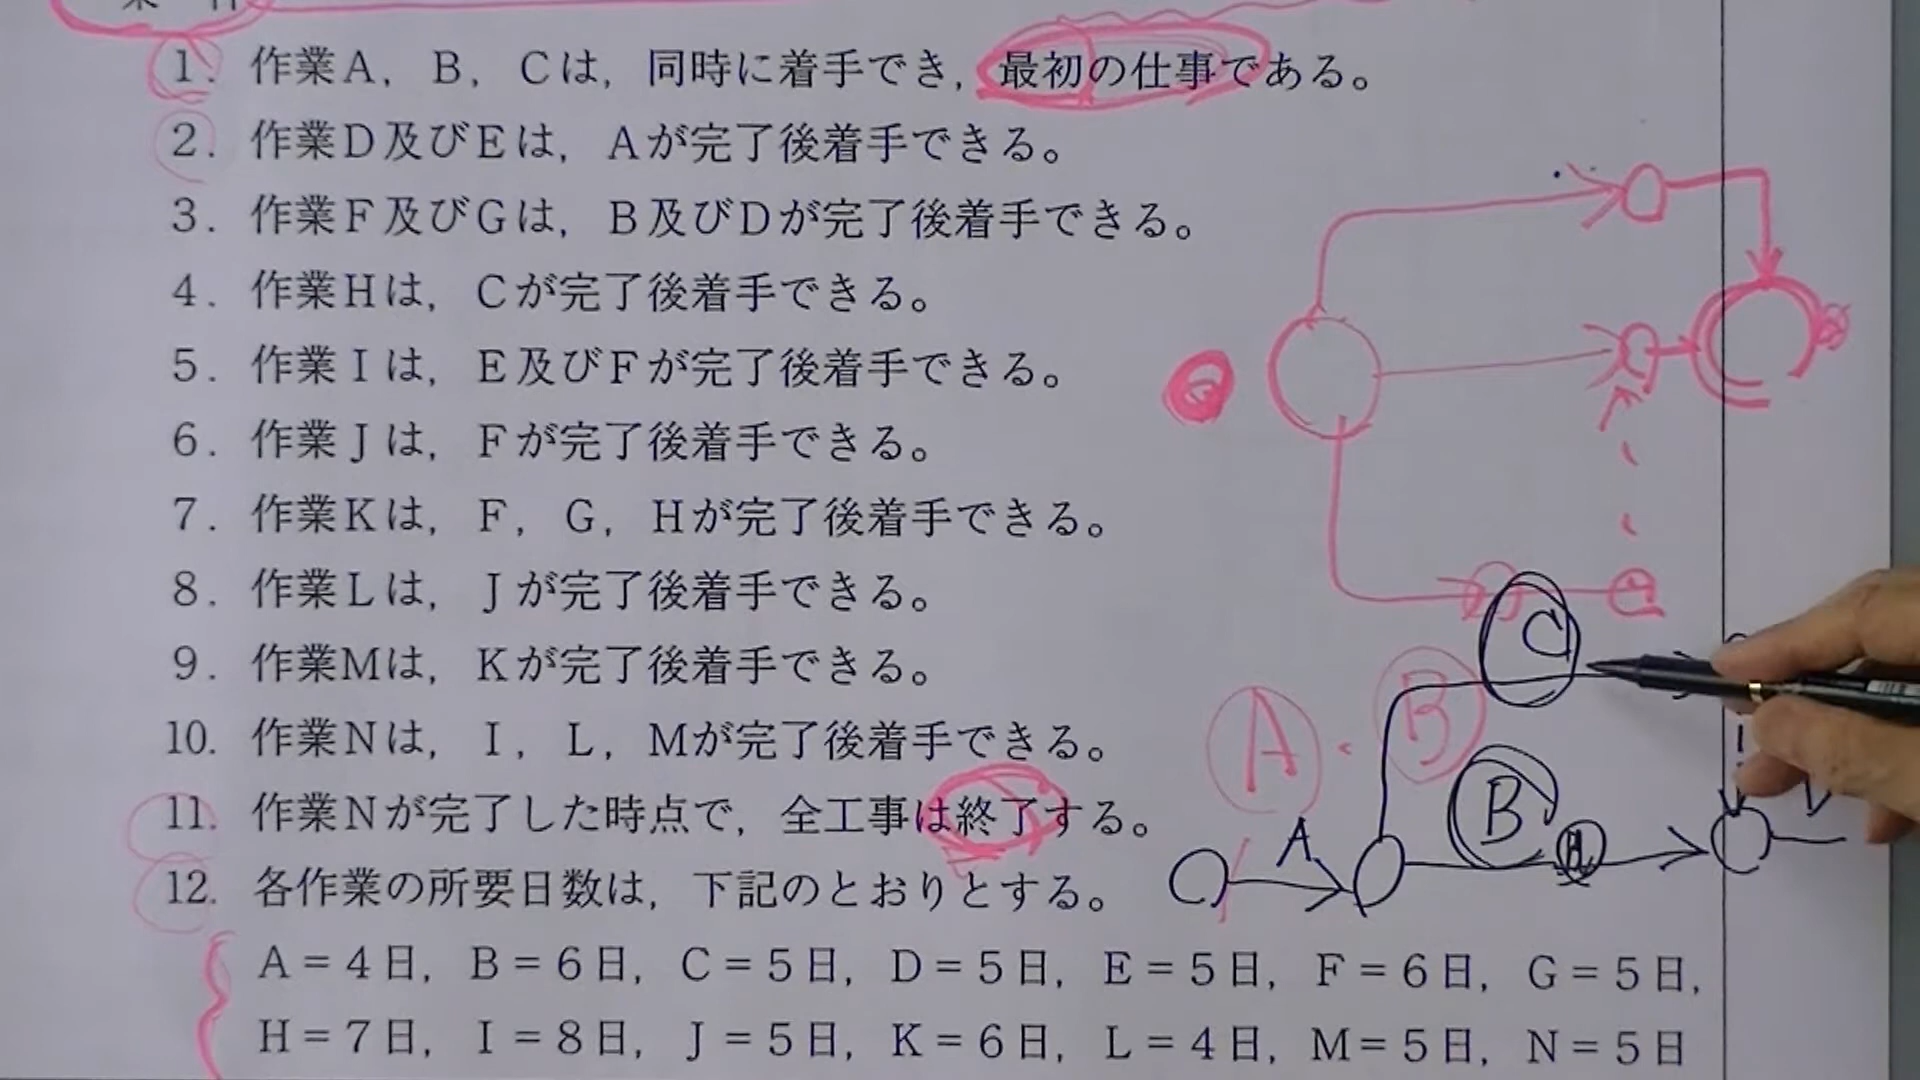 1. 作業A，B，Cは，同時に着手でき，最初の仕事である。
2. 作業D及びEは，Aが完了後着手できる。
3. 作業F及びGは，B及びDが完了後着手できる。
4. 作業Hは，Cが完了後着手できる。
5. 作業Iは，E及びFが完了後着手できる。
6. 作業Jは，Fが完了後着手できる。
7. 作業Kは，F，G，Hが完了後着手できる。
8. 作業Lは，Jが完了後着手できる。
9. 作業Mは，Kが完了後着手できる。
10. 作業Nは，I，L，Mが完了後着手できる。
11. 作業Nが完了した時点で，全工事は終了する。
12. 各作業の所要日数は，下記のとおりとする。
A＝4日，B＝6日，C＝5日，D＝5日，E＝5日，F＝6日，G＝5日，
H＝7日，I＝8日，J＝5日，K＝6日，L＝4日，M＝5日，N＝5日
C
A・B
B
A